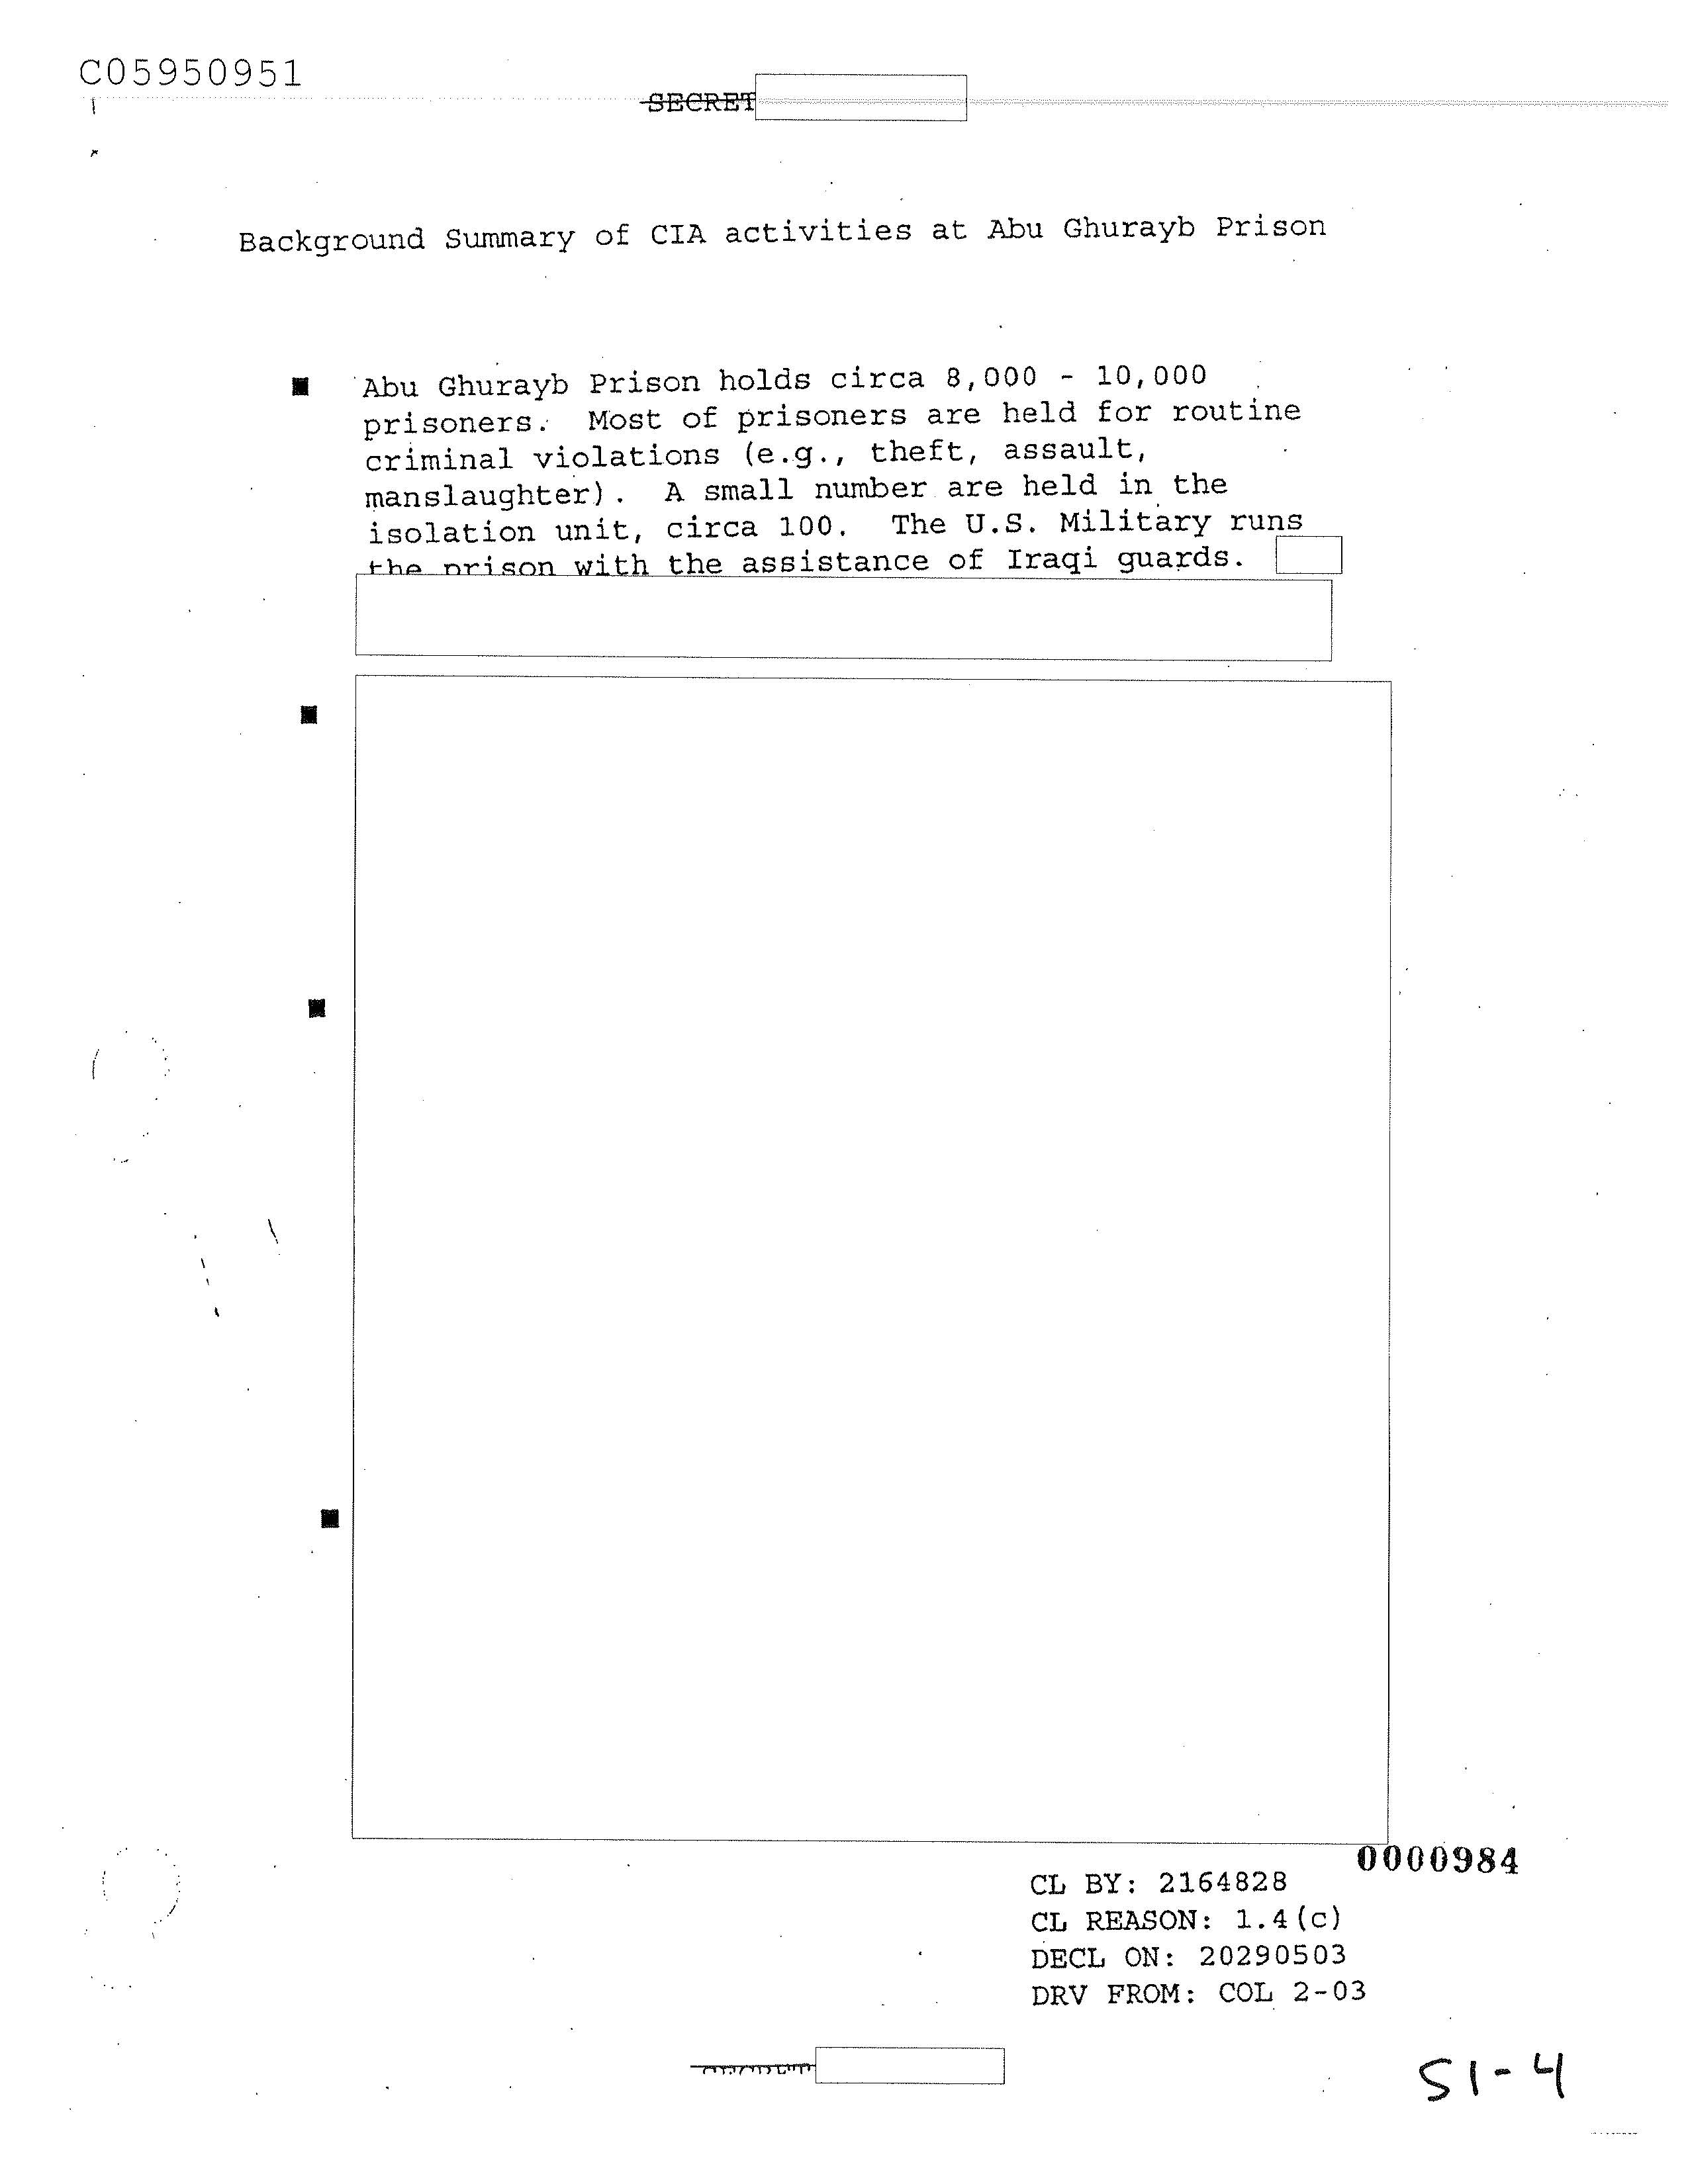 C05950951
SECRET
Background Summary of CIA activities at Abu Ghurayb Prison
Abu Ghurayb Prison holds circa 8,000 - 10,000
prisoners. Most of prisoners are held for routine
criminal violations (e.g., theft, assault,
manslaughter). A small number are held in the
isolation unit, circa 100. The U.S. Military runs
the prison with the assistance of Iraqi guards.
0000984
CL BY: 2164828
CL REASON: 1.4(c)
DECL ON: 20290503
DRV FROM: COL 2-03
51-4